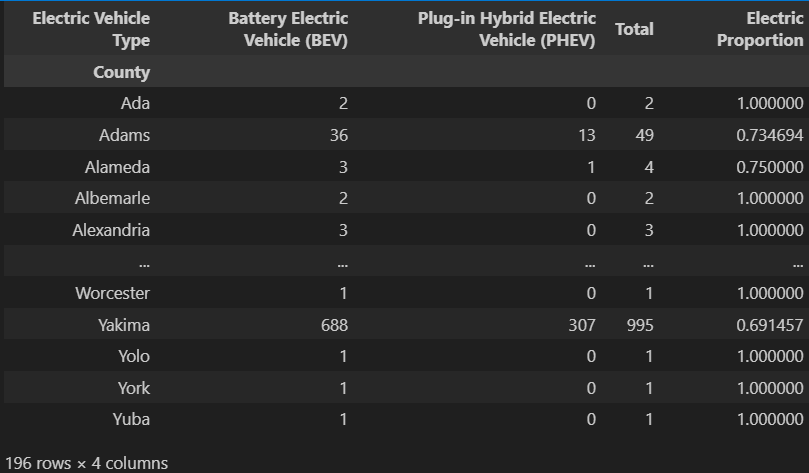 Electric Vehicle Type Battery Electric Vehicle (BEV) Plug-in Hybrid Electric Vehicle (PHEV) Total Electric Proportion
County
Ada 2 0 2 1.000000
Adams 36 13 49 0.734694
Alameda 3 1 4 0.750000
Albemarle 2 0 2 1.000000
Alexandria 3 0 3 1.000000
... ... ... ... ...
Worcester 1 0 1 1.000000
Yakima 688 307 995 0.691457
Yolo 1 0 1 1.000000
York 1 0 1 1.000000
Yuba 1 0 1 1.000000
196 rows × 4 columns